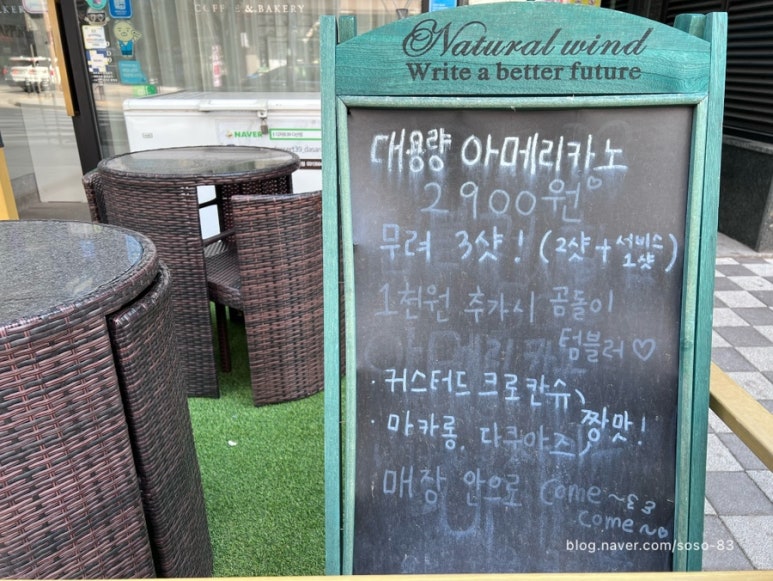 COFFEE & BAKERY
NAVER
Natural wind
Write a better future
대용량 아메리카노
2900원
무려 3샷! (2샷+서비스 1샷)
1천원 추가시 곰돌이
텀블러♡
· 커스터드 크로칸슈,
· 마카롱, 다쿠아즈, 짱맛!
매장 안으로 come~
come~
blog.naver.com/soso-83